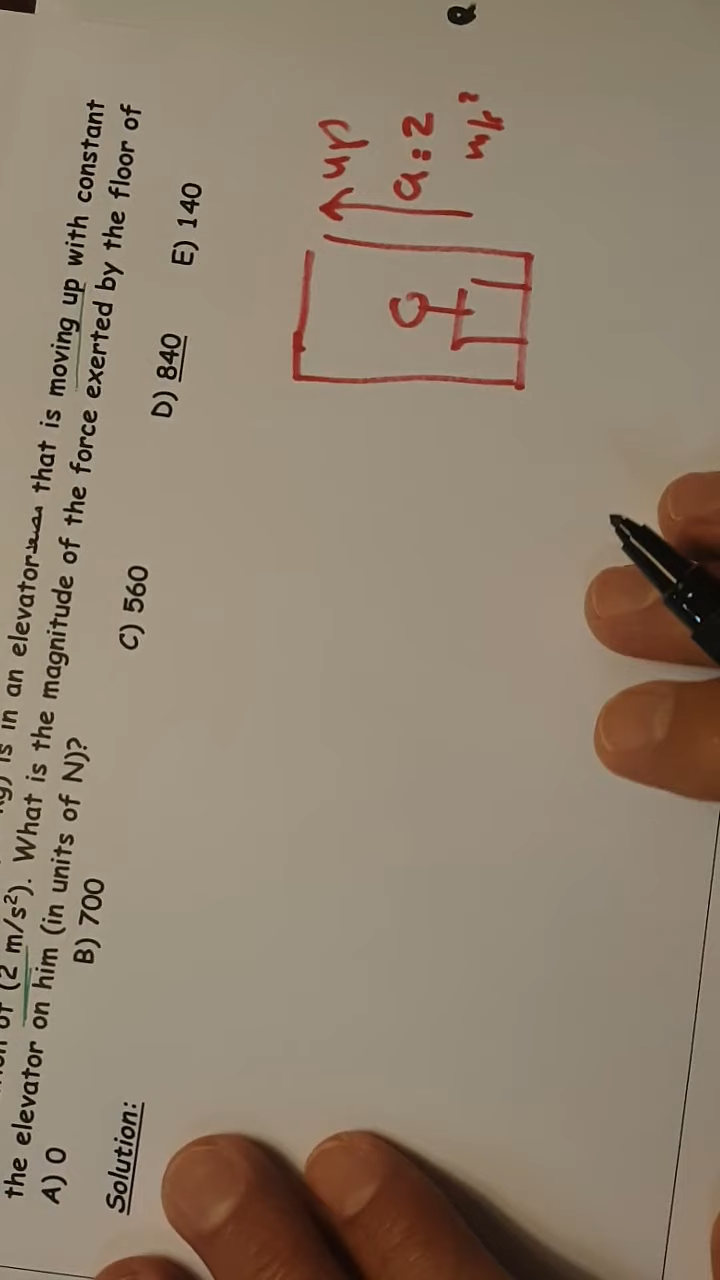 is in an elevator that is moving up with constant
of (2 m/s²). What is the magnitude of the force exerted by the floor of
the elevator on him (in units of N)?
A) 0 B) 700 C) 560 D) 840 E) 140
Solution:
up
a = 2
m/s²